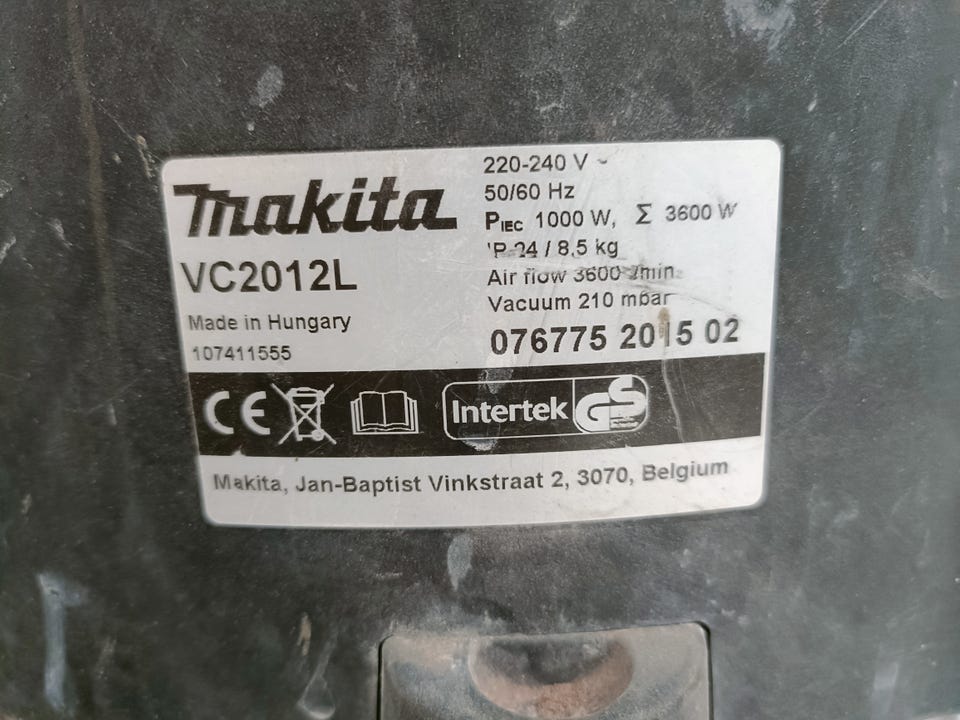 makita
VC2012L
Made in Hungary
107411555
220-240 V ~
50/60 Hz
PIEC 1000 W, Σ 3600 W
IP 24 / 8,5 kg
Air flow 3600 l/min
Vacuum 210 mbar
076775 2015 02
CE
Intertek GS
Makita, Jan-Baptist Vinkstraat 2, 3070, Belgium